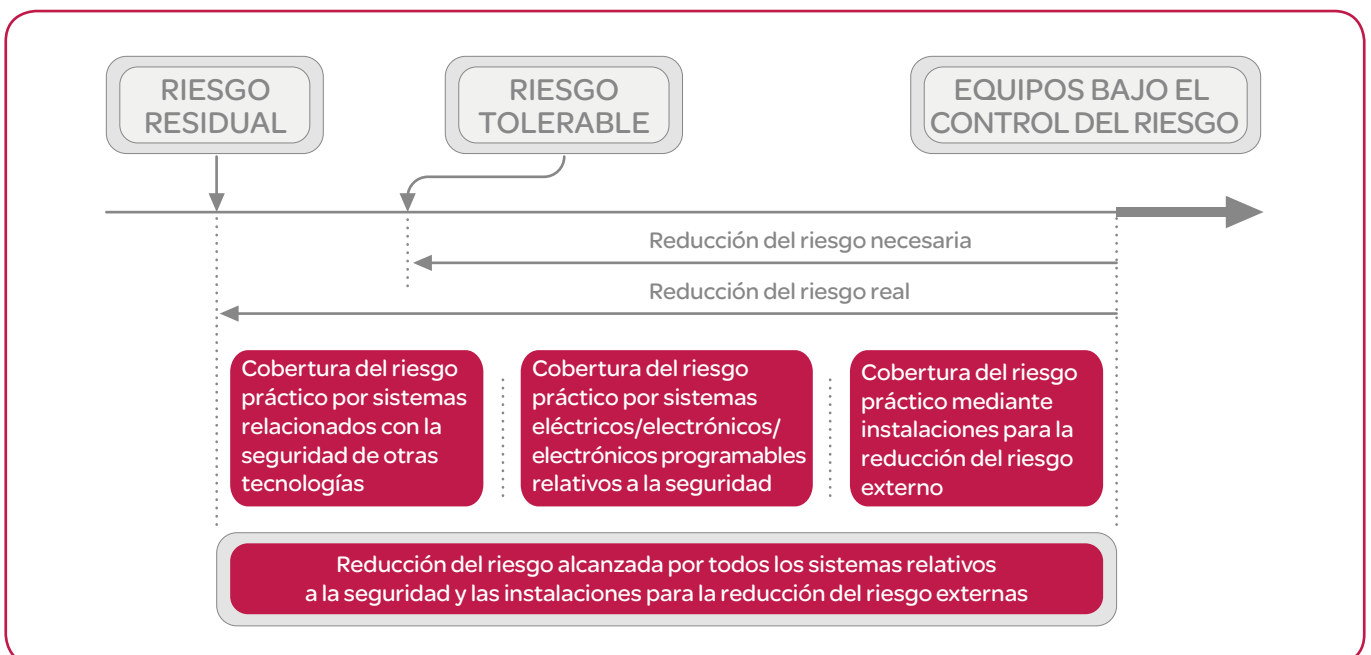 RIESGO
RESIDUAL
RIESGO
TOLERABLE
EQUIPOS BAJO EL
CONTROL DEL RIESGO
Reducción del riesgo necesaria
Reducción del riesgo real
Cobertura del riesgo
práctico por sistemas
relacionados con la
seguridad de otras
tecnologías
Cobertura del riesgo
práctico por sistemas
eléctricos/electrónicos/
electrónicos programables
relativos a la seguridad
Cobertura del riesgo
práctico mediante
instalaciones para la
reducción del riesgo
externo
Reducción del riesgo alcanzada por todos los sistemas relativos
a la seguridad y las instalaciones para la reducción del riesgo externas